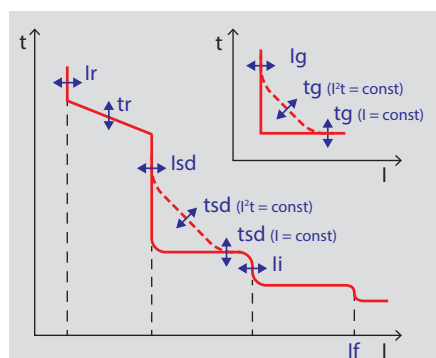 t
Ir
tr
Isd
tsd (I²t = const)
tsd (I = const)
Ii
If
I
t
Ig
tg (I²t = const)
tg (I = const)
I